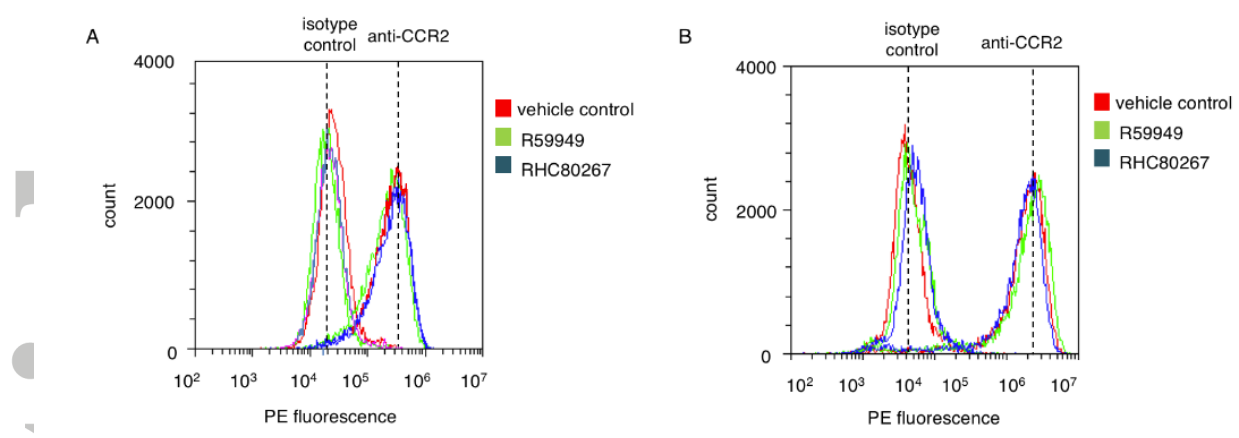 A
isotype
control
anti-CCR2
4000
2000
0
count
10² 10³ 10⁴ 10⁵ 10⁶ 10⁷
PE fluorescence
vehicle control
R59949
RHC80267
B
isotype
control
anti-CCR2
4000
2000
0
count
10² 10³ 10⁴ 10⁵ 10⁶ 10⁷
PE fluorescence
vehicle control
R59949
RHC80267